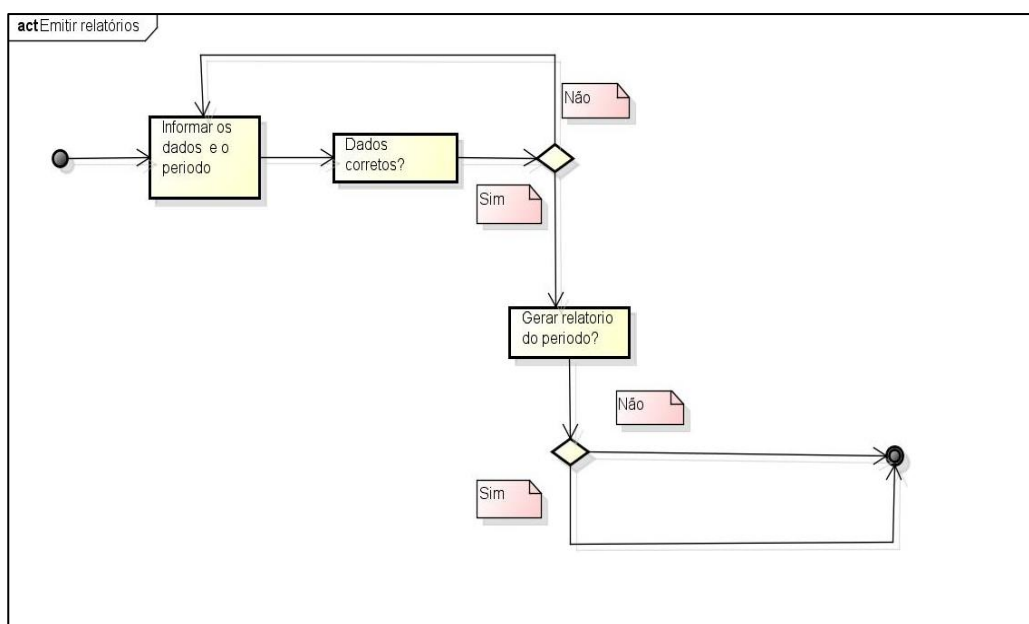 act Emitir relatórios
Não
Informar os
dados e o
periodo
Dados
corretos?
Sim
Gerar relatorio
do periodo?
Não
Sim